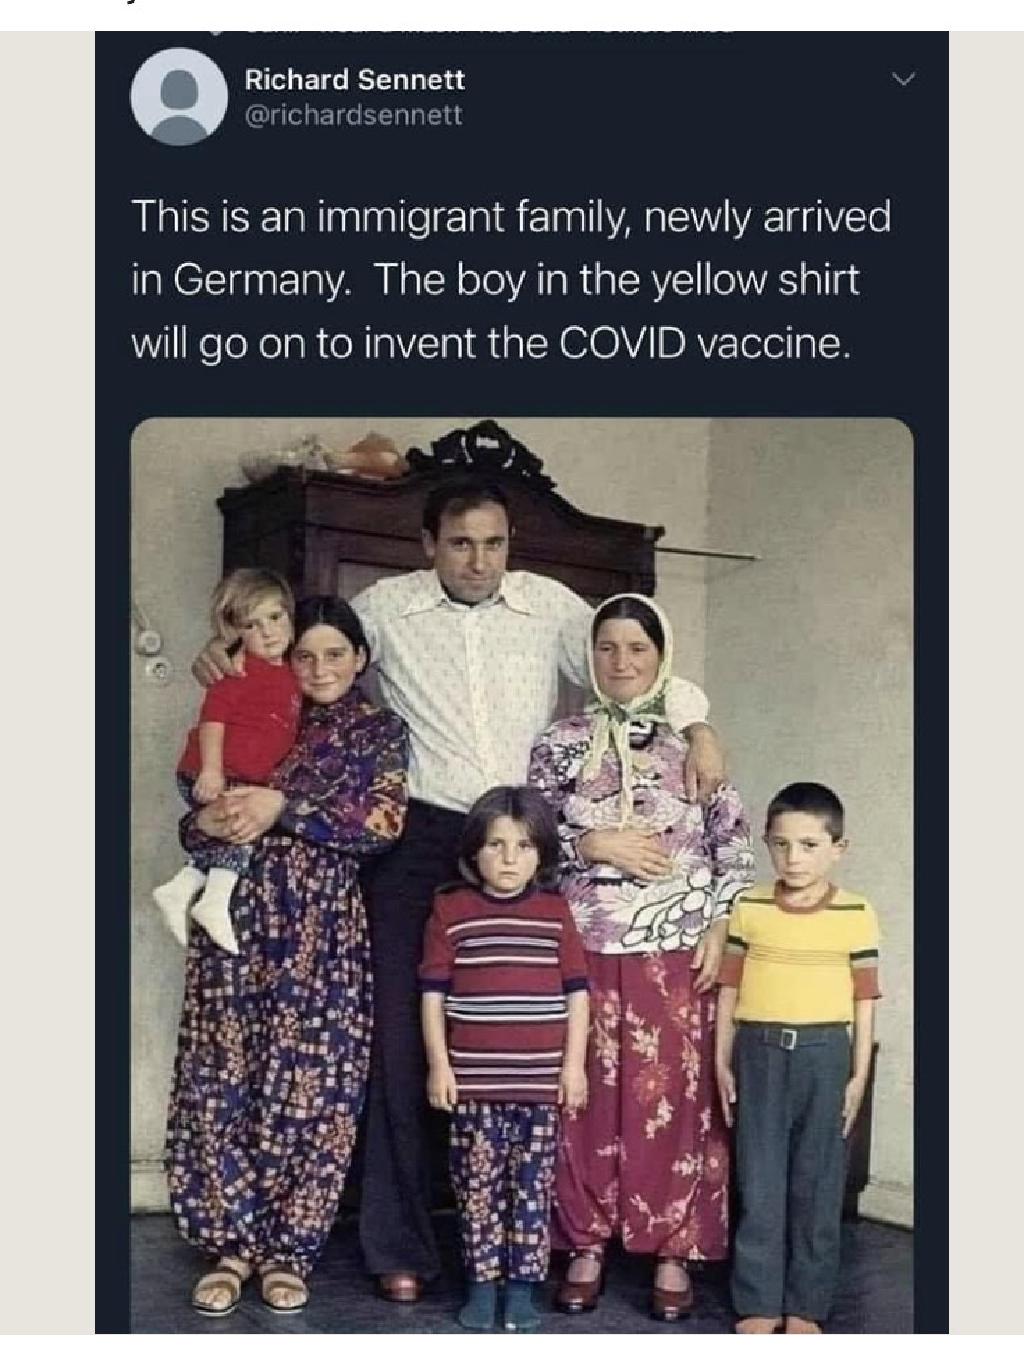 Richard Sennett
@richardsennett
This is an immigrant family, newly arrived
in Germany.  The boy in the yellow shirt
will go on to invent the COVID vaccine.